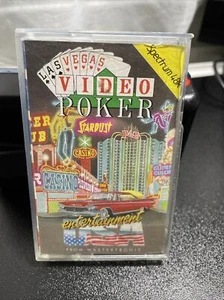 Spectrum 48K
LAS VEGAS
VIDEO
POKER
STARDUST
CASINO
CASINO
entertainment
FROM MASTERTRONIC